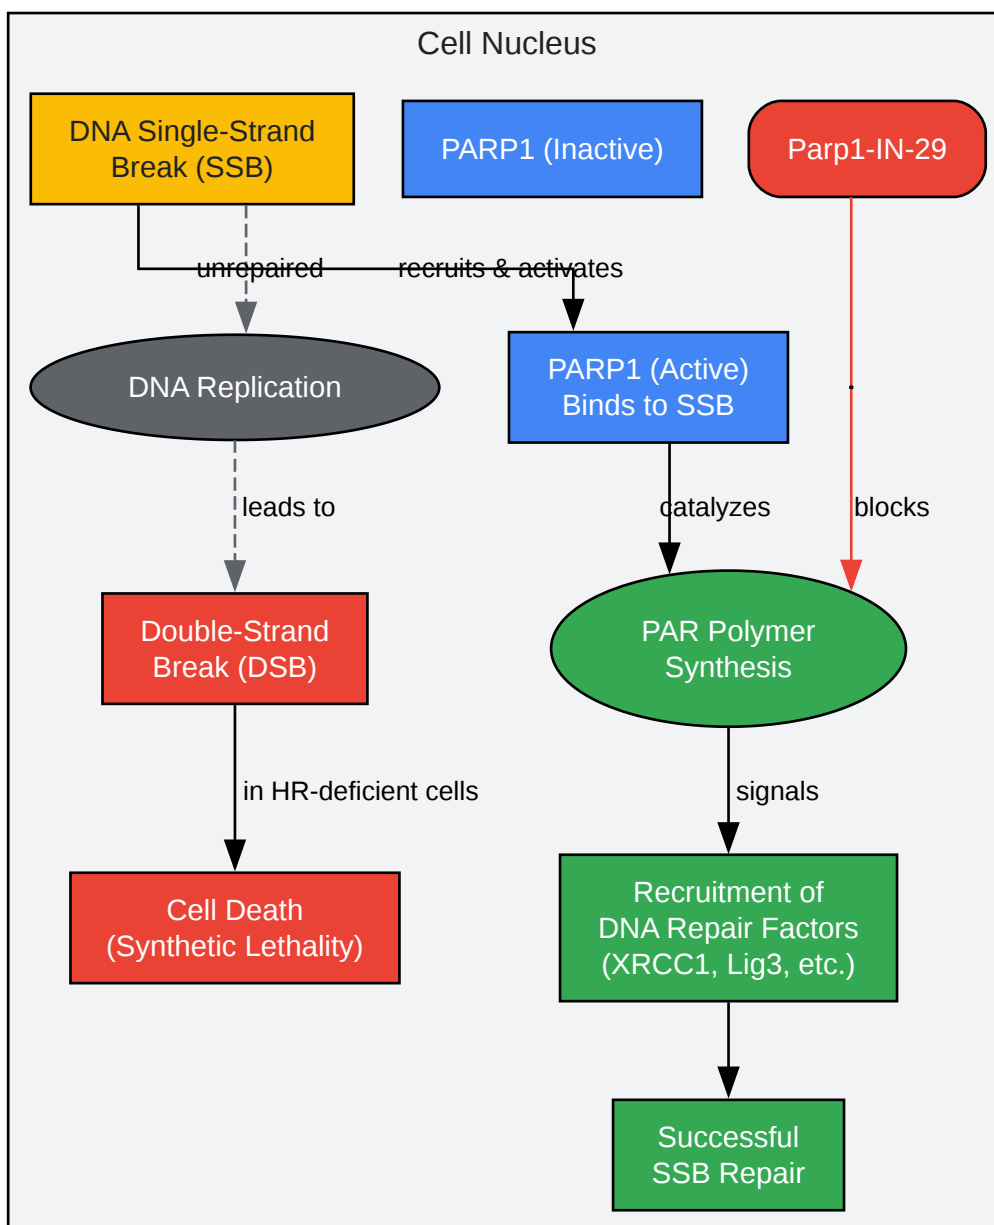 Cell Nucleus
DNA Single-Strand
Break (SSB)
PARP1 (Inactive)
Parp1-IN-29
unrepaired
recruits & activates
DNA Replication
PARP1 (Active)
Binds to SSB
leads to
catalyzes
blocks
Double-Strand
Break (DSB)
PAR Polymer
Synthesis
in HR-deficient cells
signals
Cell Death
(Synthetic Lethality)
Recruitment of
DNA Repair Factors
(XRCC1, Lig3, etc.)
Successful
SSB Repair